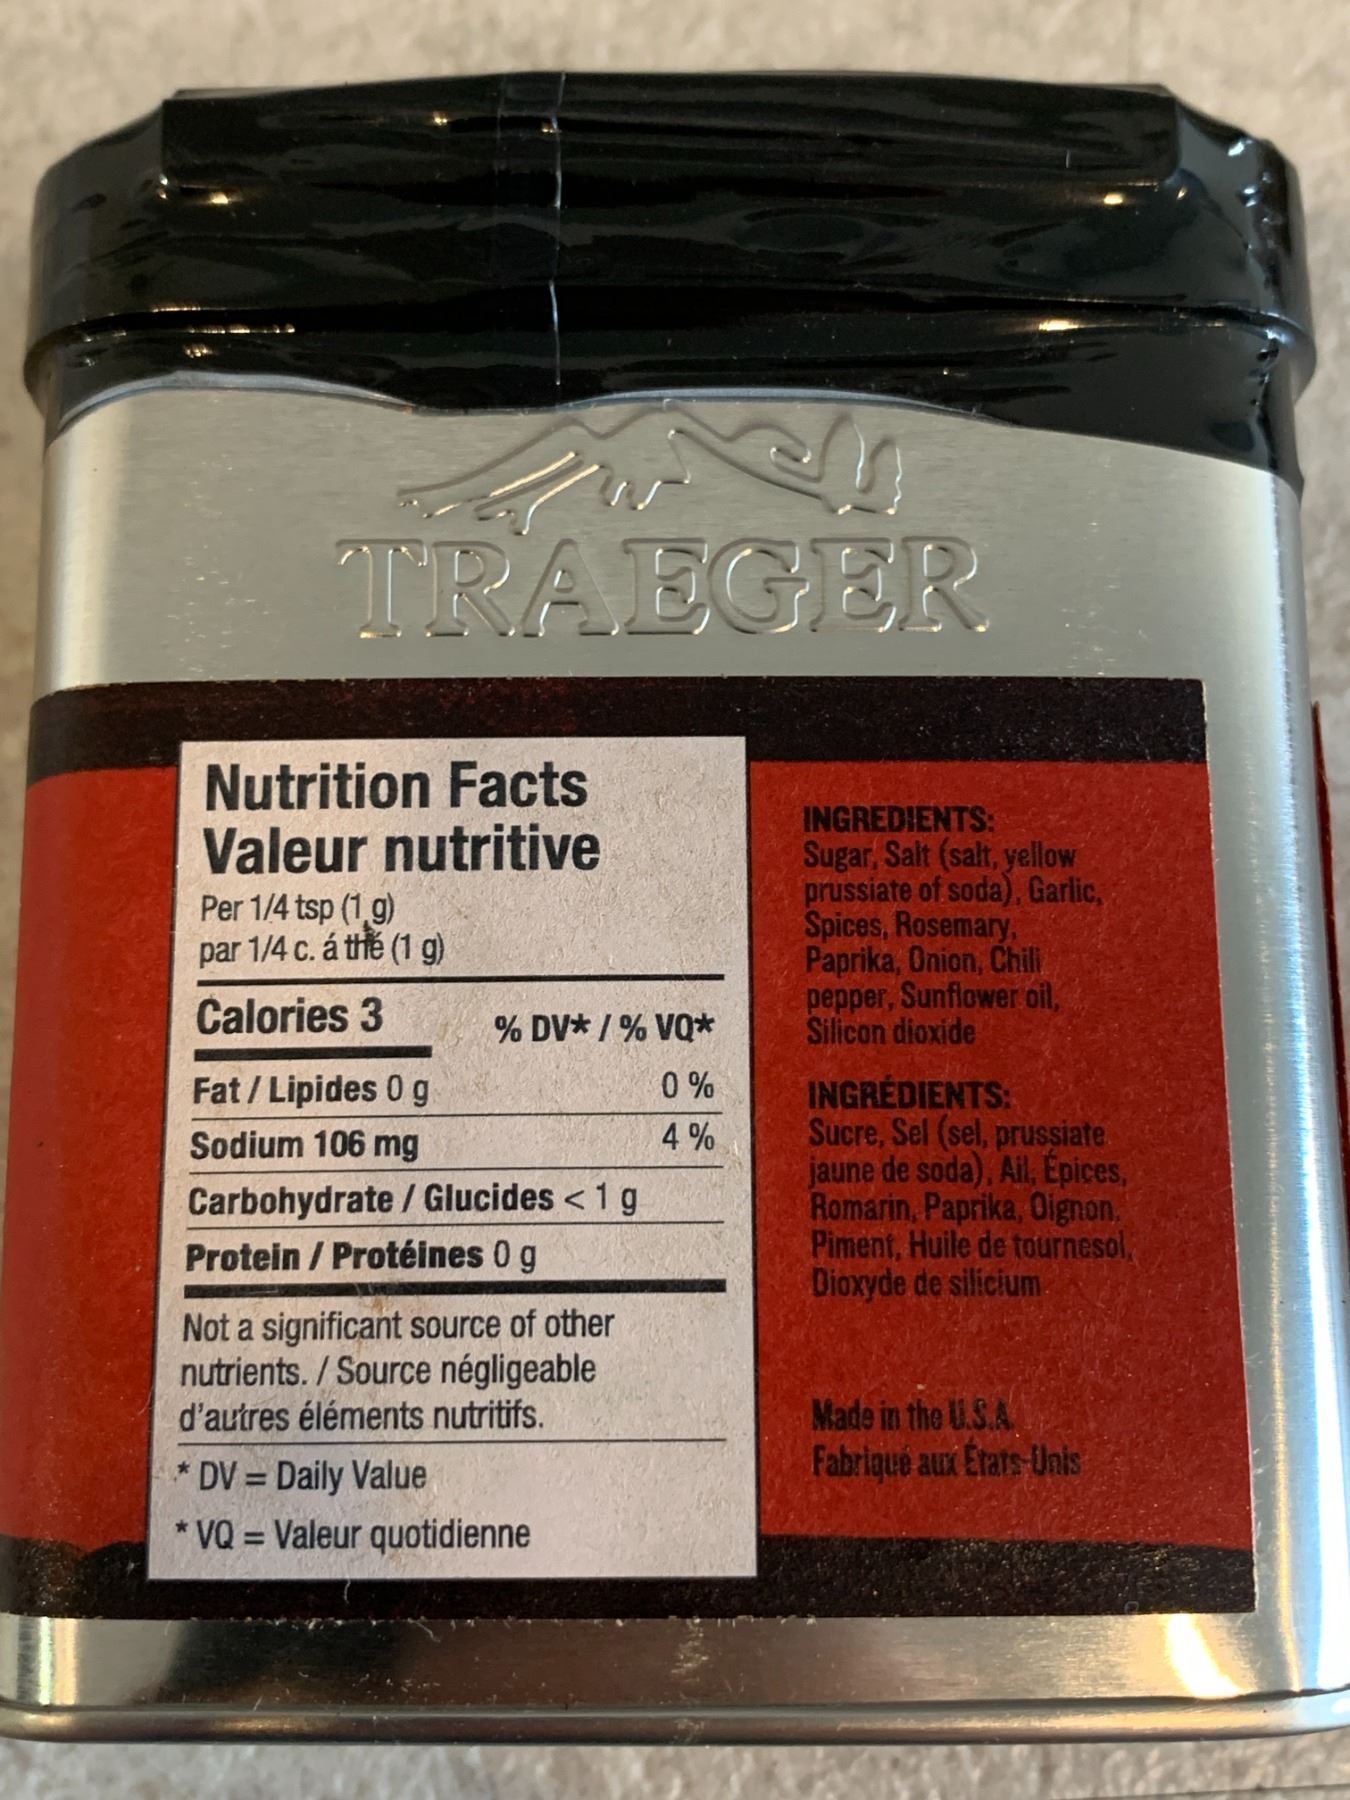 TRAEGER
Nutrition Facts
Valeur nutritive
Per 1/4 tsp (1 g)
par 1/4 c. á thé (1 g)
Calories 3
% DV* / % VQ*
Fat / Lipides 0 g 0 %
Sodium 106 mg 4 %
Carbohydrate / Glucides < 1 g
Protein / Protéines 0 g
Not a significant source of other
nutrients. / Source négligeable
d'autres éléments nutritifs.
* DV = Daily Value
* VQ = Valeur quotidienne
INGREDIENTS:
Sugar, Salt (salt, yellow
prussiate of soda), Garlic,
Spices, Rosemary,
Paprika, Onion, Chili
pepper, Sunflower oil,
Silicon dioxide
INGRÉDIENTS:
Sucre, Sel (sel, prussiate
jaune de soda), Ail, Épices,
Romarin, Paprika, Oignon,
Piment, Huile de tournesol,
Dioxyde de silicium
Made in the U.S.A.
Fabriqué aux États-Unis